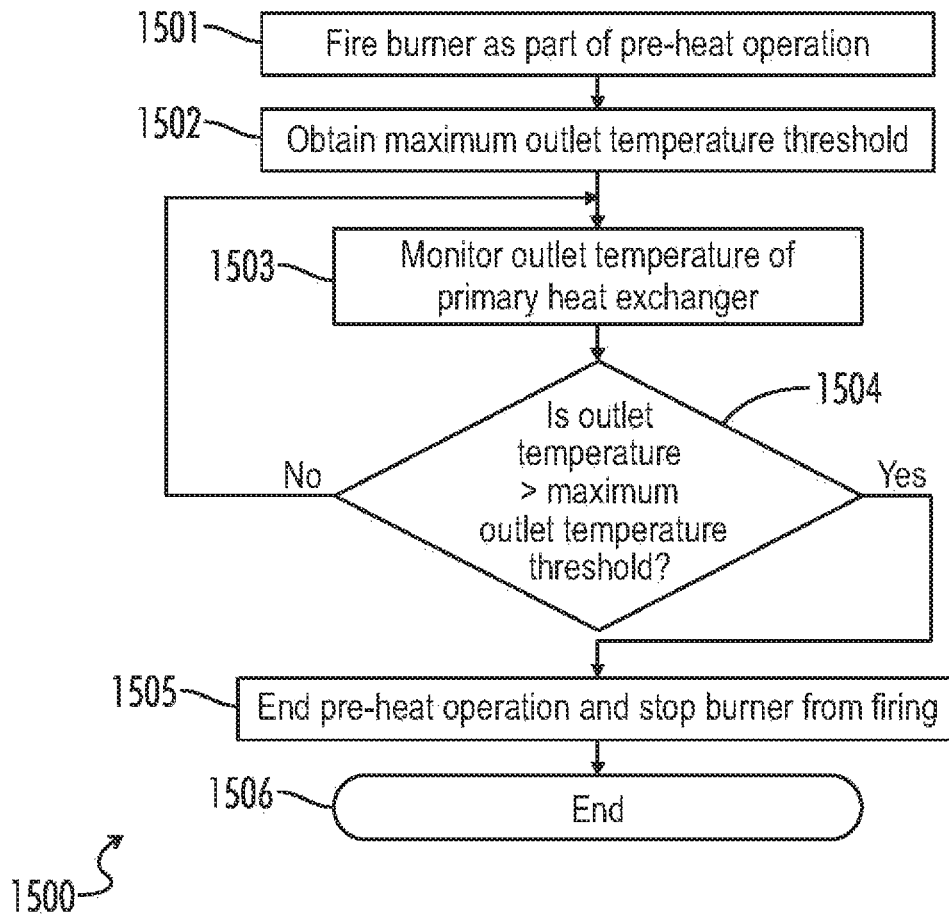 1501
Fire burner as part of pre-heat operation
1502
Obtain maximum outlet temperature threshold
1503
Monitor outlet temperature of
primary heat exchanger
1504
Is outlet
temperature
> maximum
outlet temperature
threshold?
No
Yes
1505
End pre-heat operation and stop burner from firing
1506
End
1500